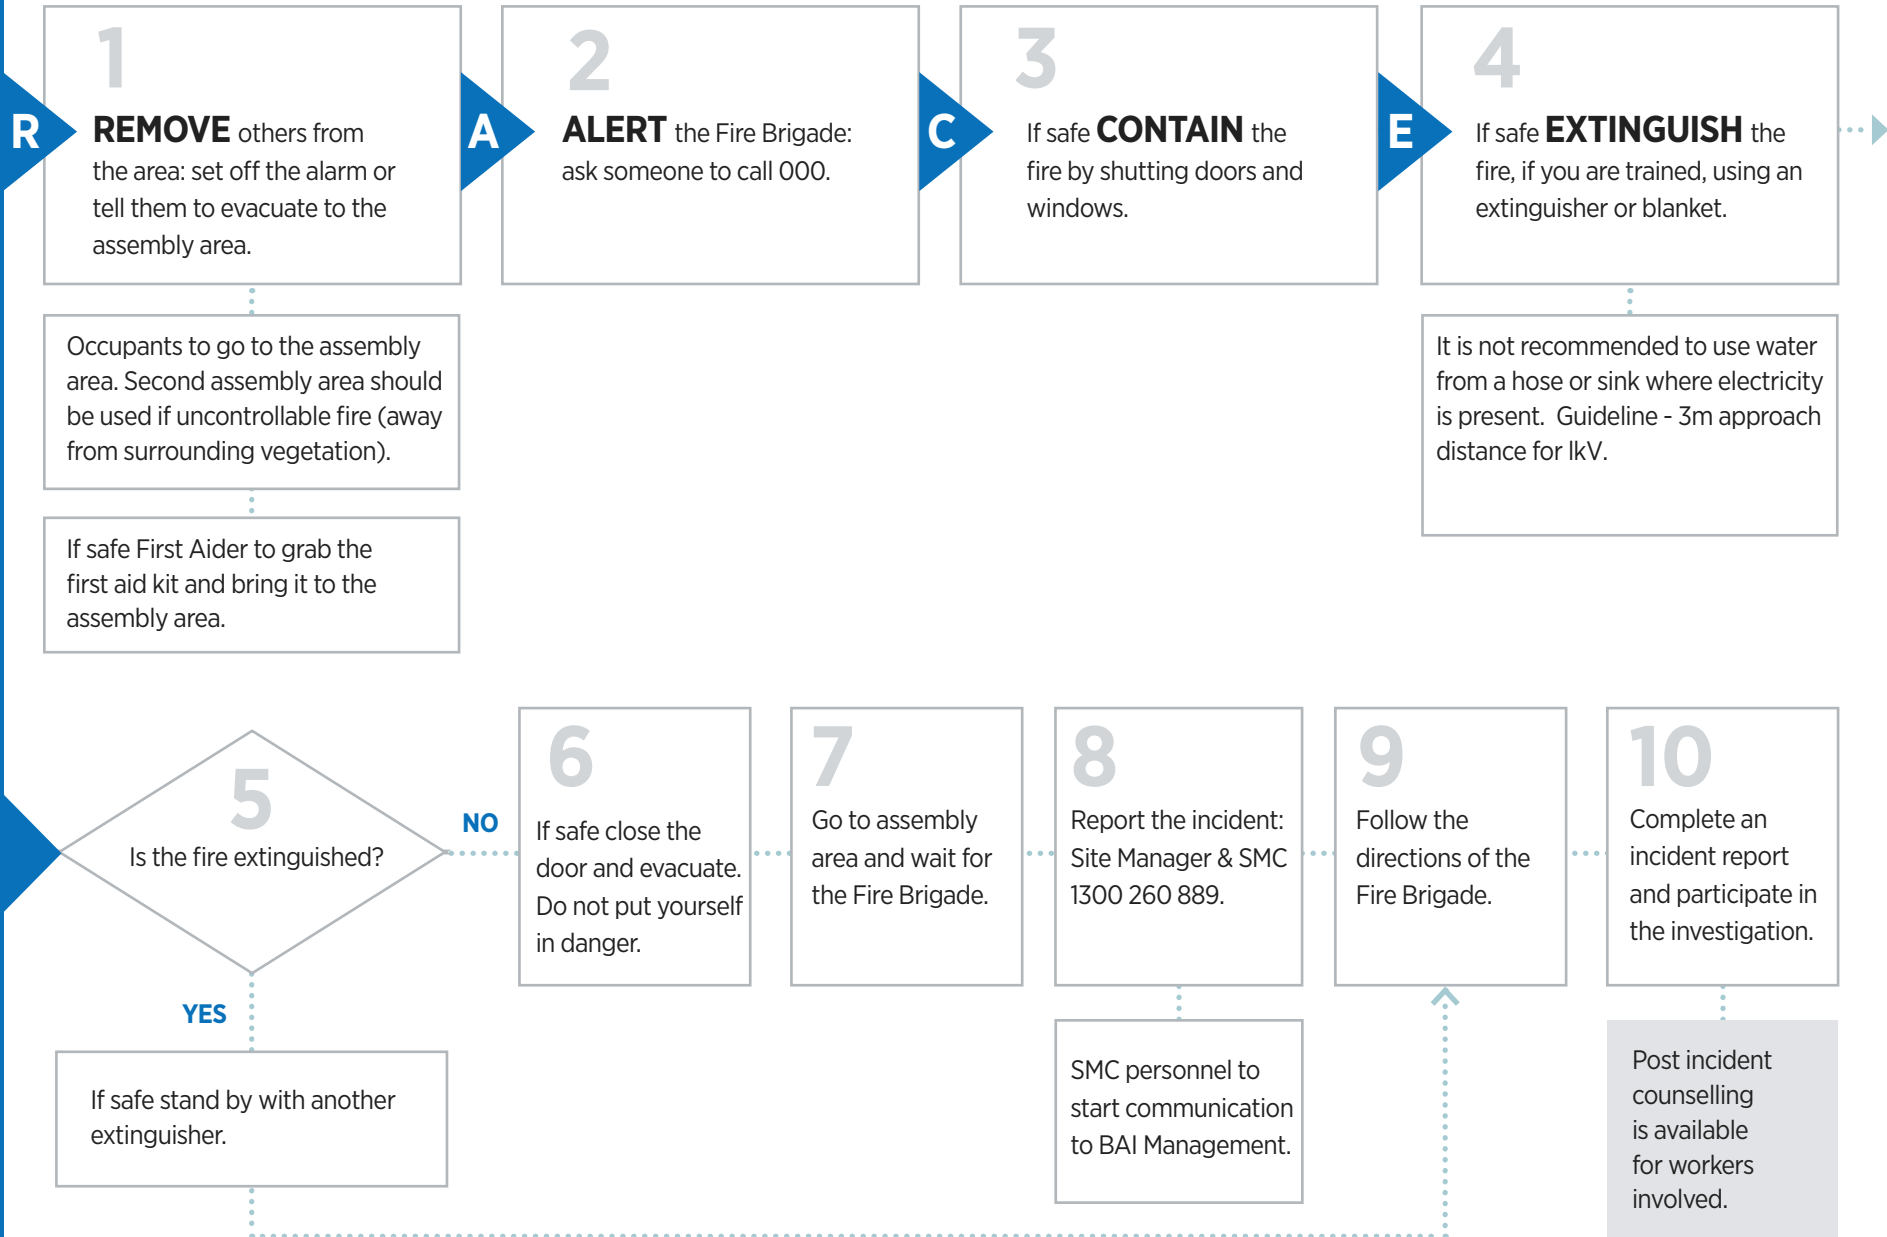 R
1
REMOVE others from
the area: set off the alarm or
tell them to evacuate to the
assembly area.
A
2
ALERT the Fire Brigade:
ask someone to call 000.
C
3
If safe CONTAIN the
fire by shutting doors and
windows.
E
4
If safe EXTINGUISH the
fire, if you are trained, using an
extinguisher or blanket.
Occupants to go to the assembly
area. Second assembly area should
be used if uncontrollable fire (away
from surrounding vegetation).
If safe First Aider to grab the
first aid kit and bring it to the
assembly area.
It is not recommended to use water
from a hose or sink where electricity
is present. Guideline - 3m approach
distance for lkV.
5
Is the fire extinguished?
NO
YES
If safe stand by with another
extinguisher.
6
If safe close the
door and evacuate.
Do not put yourself
in danger.
7
Go to assembly
area and wait for
the Fire Brigade.
8
Report the incident:
Site Manager & SMC
1300 260 889.
SMC personnel to
start communication
to BAI Management.
9
Follow the
directions of the
Fire Brigade.
10
Complete an
incident report
and participate in
the investigation.
Post incident
counselling
is available
for workers
involved.